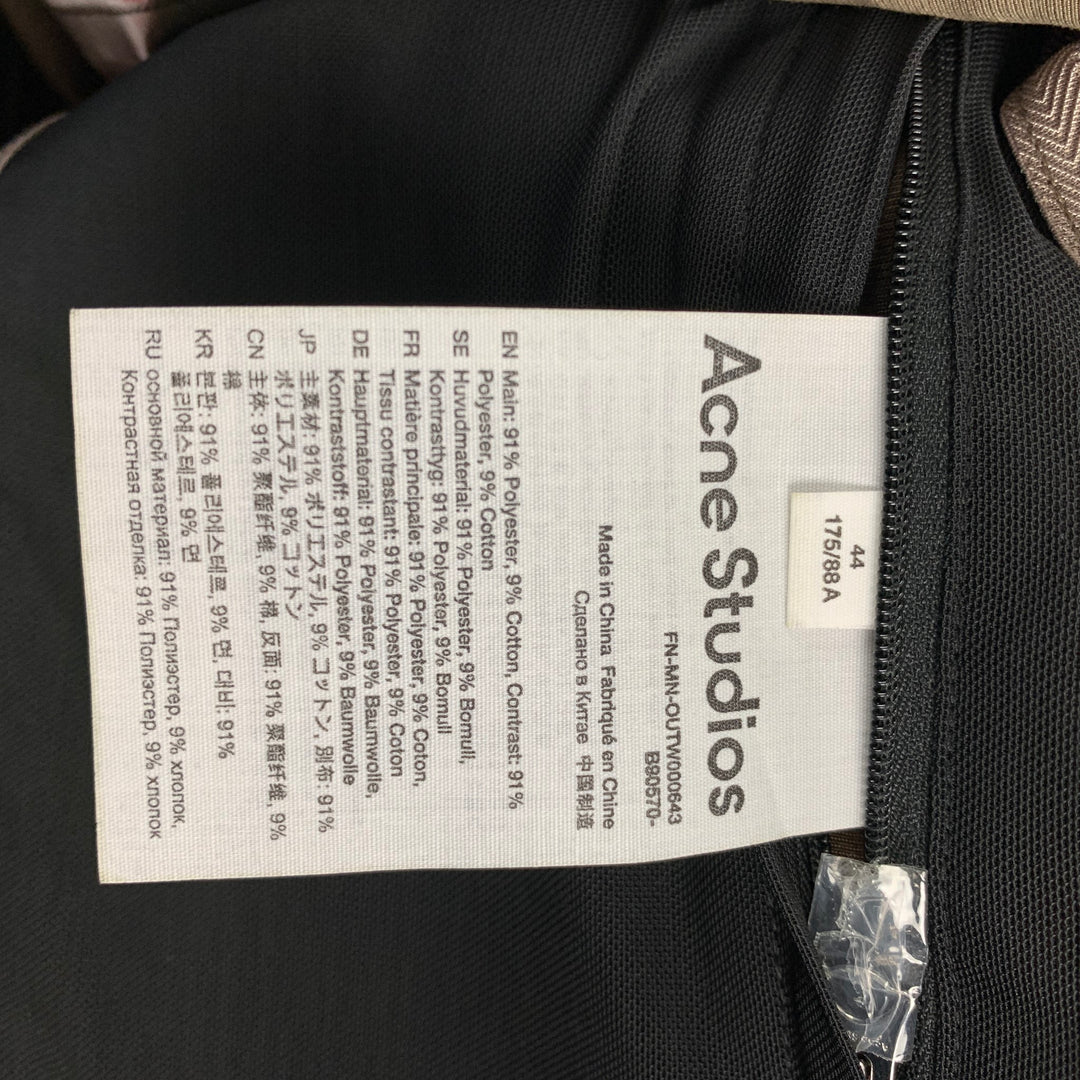 44
175/88A
Acne Studios
FN-MN-OUTW000643
B90570-
Made in China Fabriqué en Chine
Сделано в Китае 中国制造
EN Main: 91% Polyester, 9% Cotton, Contrast: 91%
Polyester, 9% Cotton
SE Huvudmaterial: 91% Polyester, 9% Bomull,
Kontrasttyg: 91% Polyester, 9% Bomull
FR Matière principale: 91% Polyester, 9% Coton,
Tissu contrastant: 91% Polyester, 9% Coton
DE Hauptmaterial: 91% Polyester, 9% Baumwolle,
Kontraststoff: 91% Polyester, 9% Baumwolle
JP 主素材: 91% ポリエステル, 9% コットン, 別布: 91%
ポリエステル, 9% コットン
CN 主体: 91% 聚酯纤维, 9% 棉, 反面: 91% 聚酯纤维, 9%
棉
KR 본판: 91% 폴리에스테르, 9% 면, 대비: 91%
폴리에스테르, 9% 면
RU основной материал: 91% Полиэстер, 9% хлопок,
Контрастная отделка: 91% Полиэстер, 9% хлопок